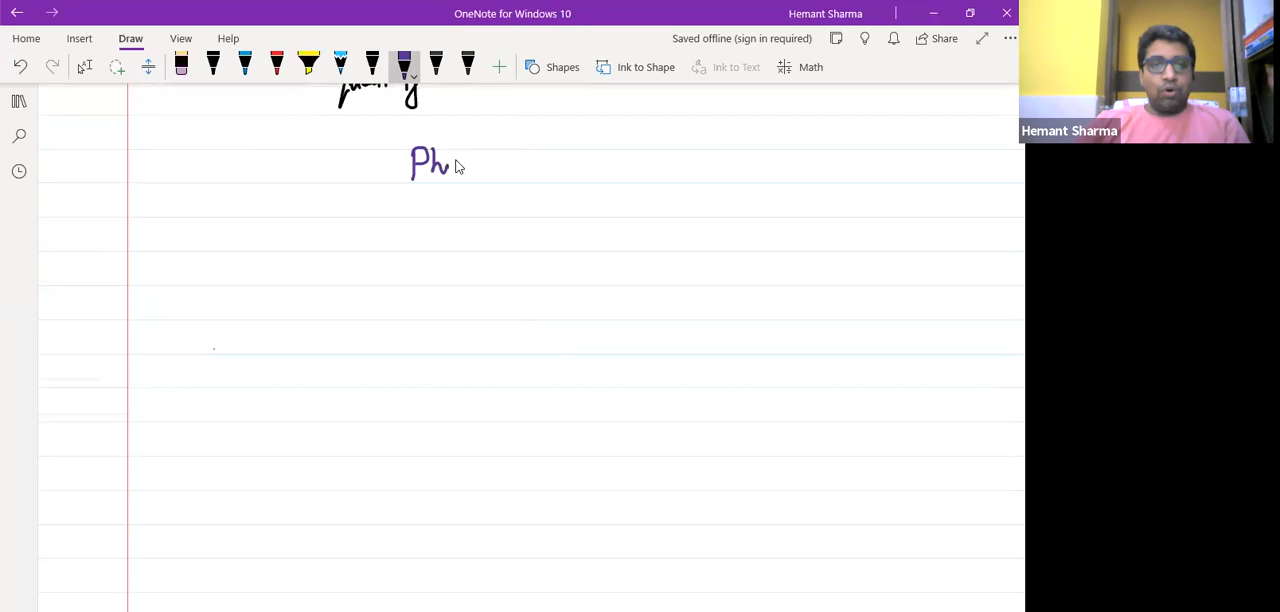 OneNote for Windows 10
Hemant Sharma
Home Insert Draw View Help
Saved offline (sign in required) Share
Shapes Ink to Shape Ink to Text Math
Hemant Sharma
Ph